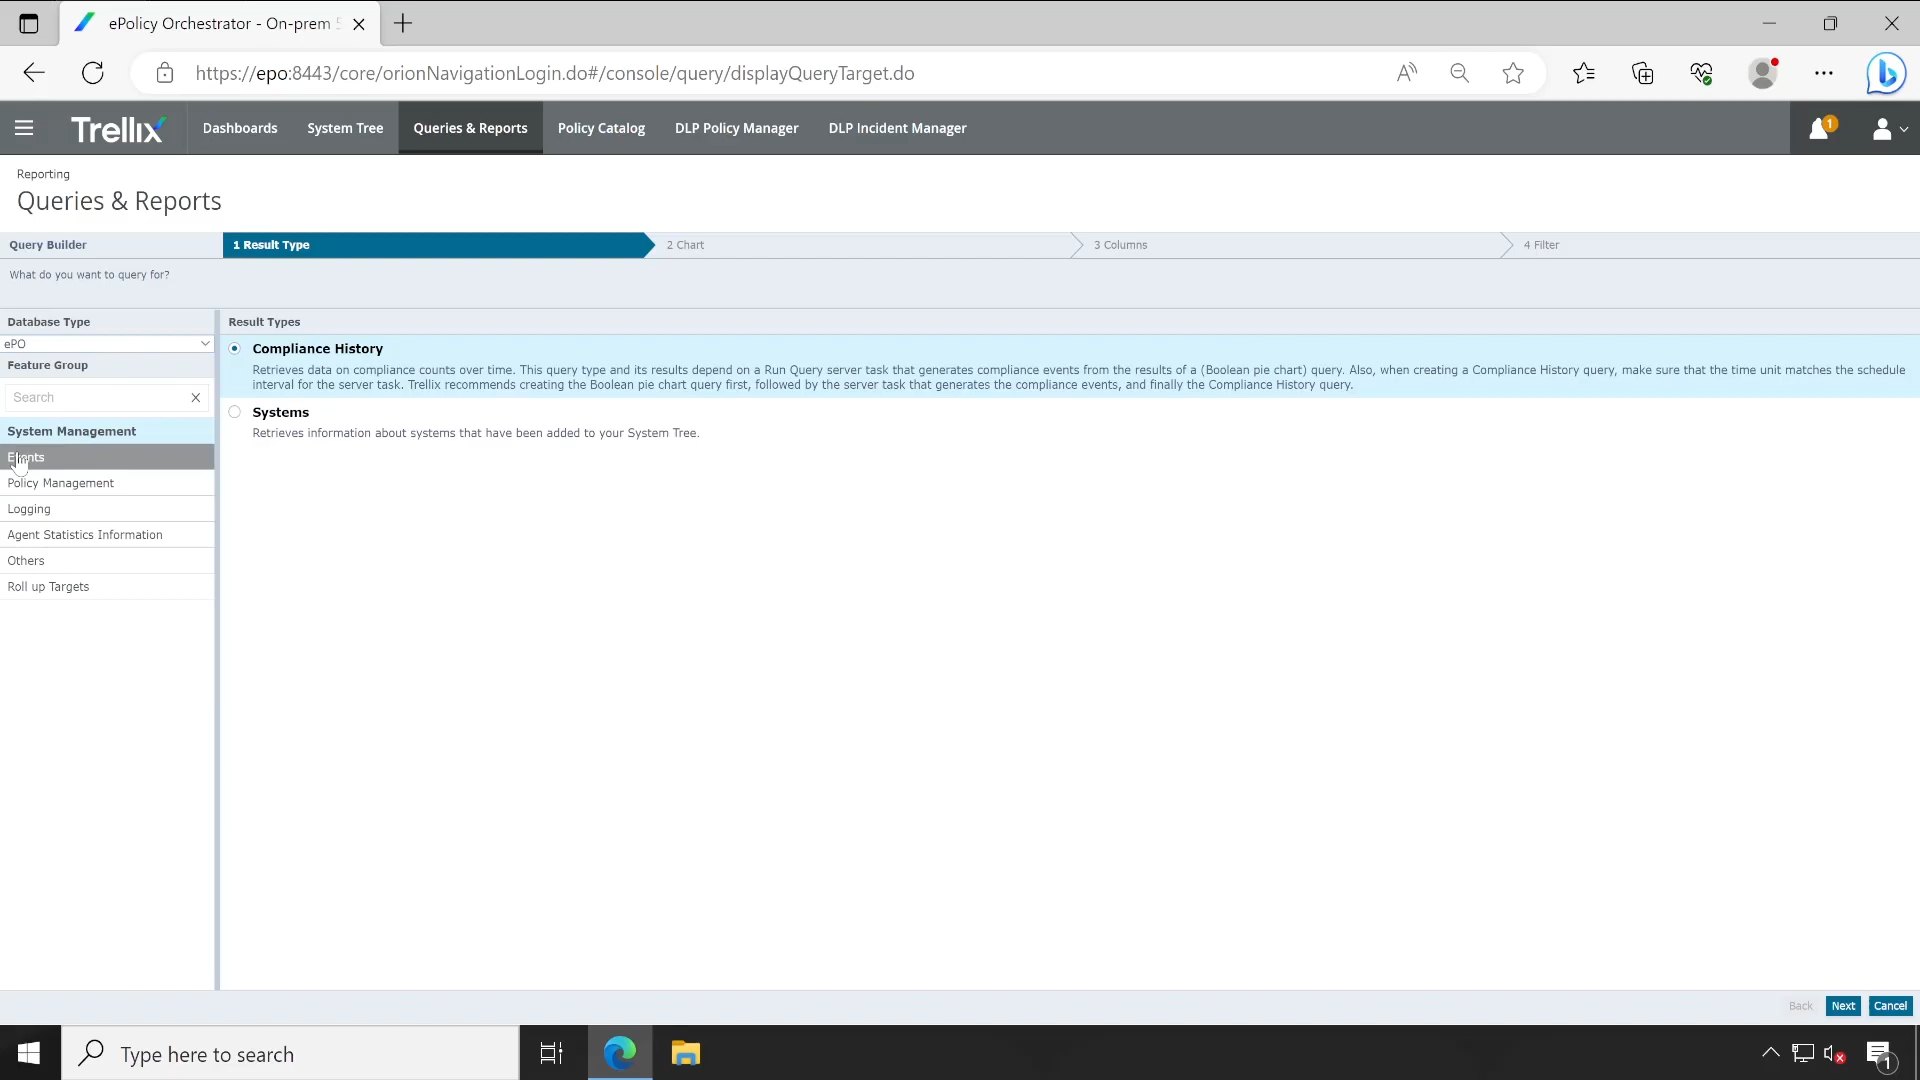 ePolicy Orchestrator - On-prem
https://epo:8443/core/orionNavigationLogin.do#/console/query/displayQueryTarget.do
Trellix
Dashboards
System Tree
Queries & Reports
Policy Catalog
DLP Policy Manager
DLP Incident Manager
1
Reporting
Queries & Reports
Query Builder
1 Result Type
2 Chart
3 Columns
4 Filter
What do you want to query for?
Database Type
ePO
Feature Group
Search
System Management
Events
Policy Management
Logging
Agent Statistics Information
Others
Roll up Targets
Result Types
Compliance History
Retrieves data on compliance counts over time. This query type and its results depend on a Run Query server task that generates compliance events from the results of a (Boolean pie chart) query. Also, when creating a Compliance History query, make sure that the time unit matches the schedule
interval for the server task. Trellix recommends creating the Boolean pie chart query first, followed by the server task that generates the compliance events, and finally the Compliance History query.
Systems
Retrieves information about systems that have been added to your System Tree.
Back
Next
Cancel
Type here to search
1